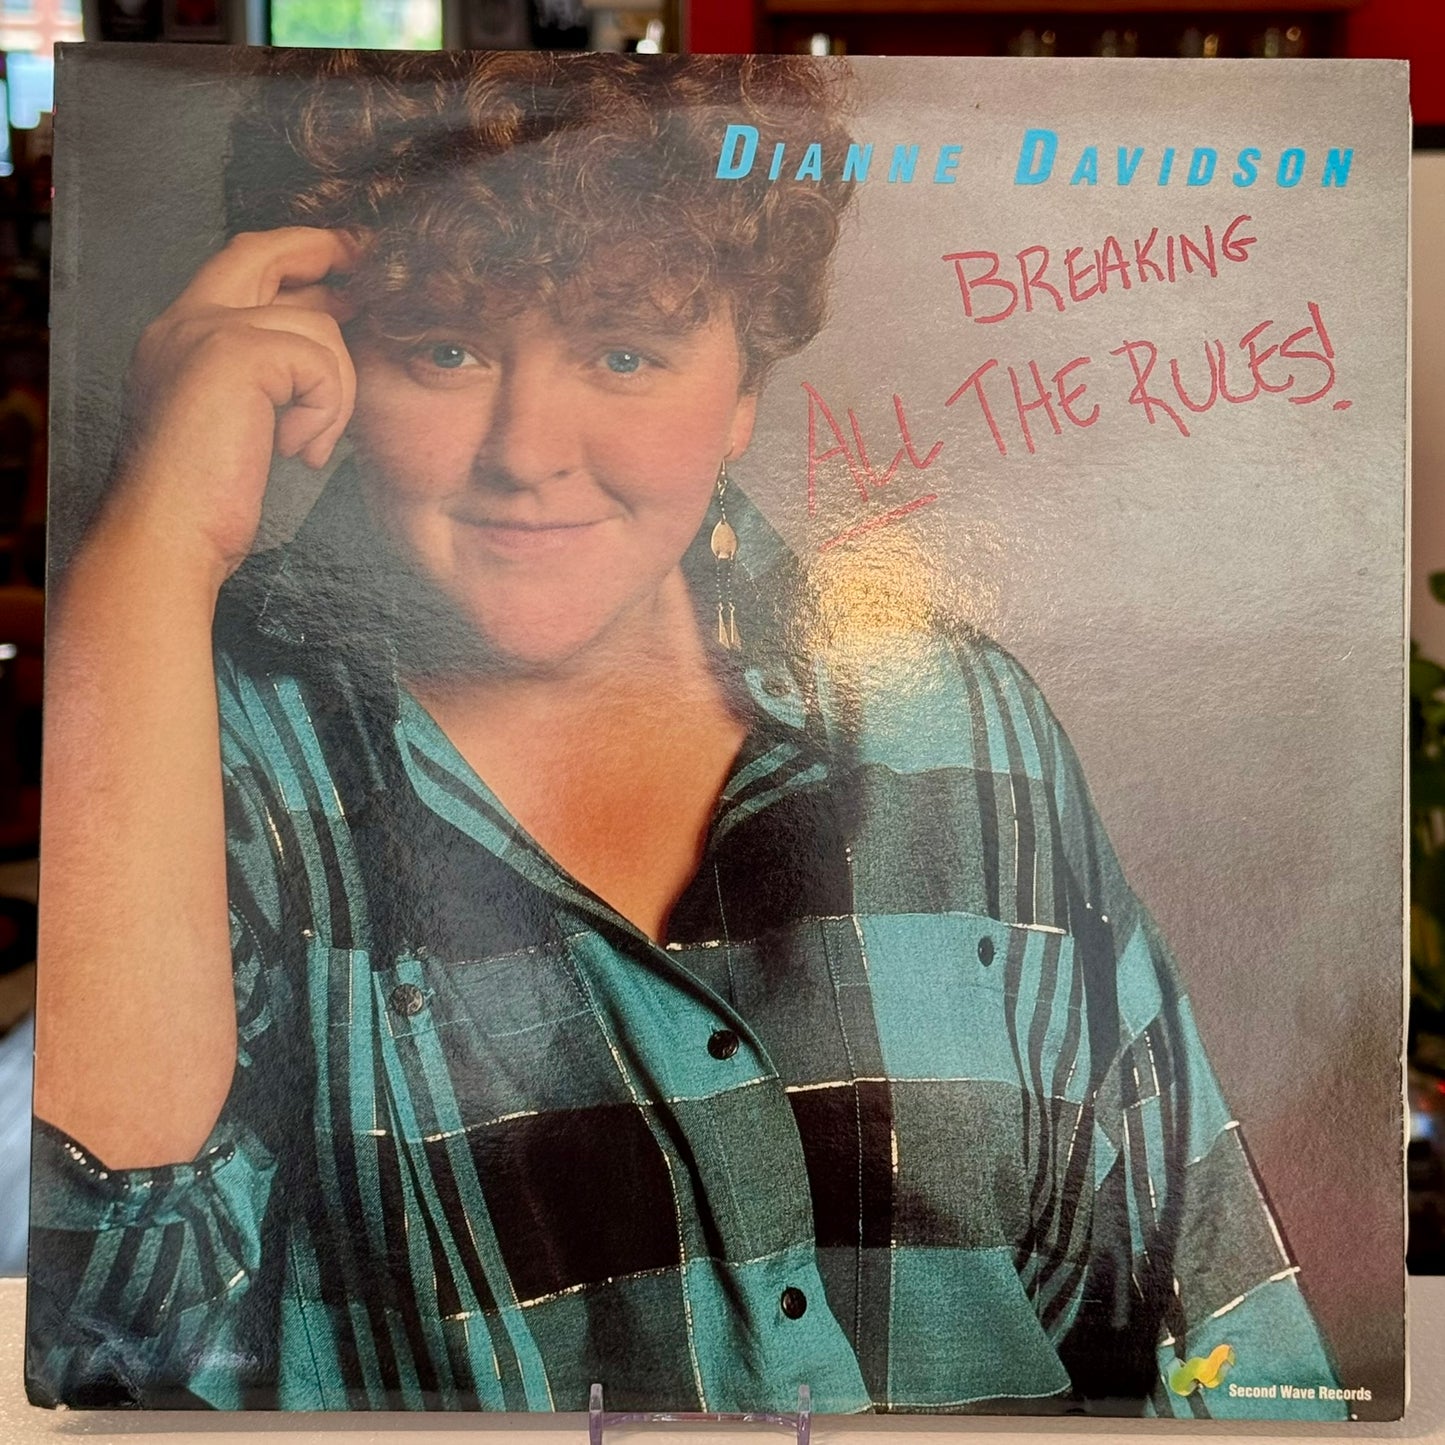 DIANNE DAVIDSON
BREAKING
ALL THE RULES!
Second Wave Records